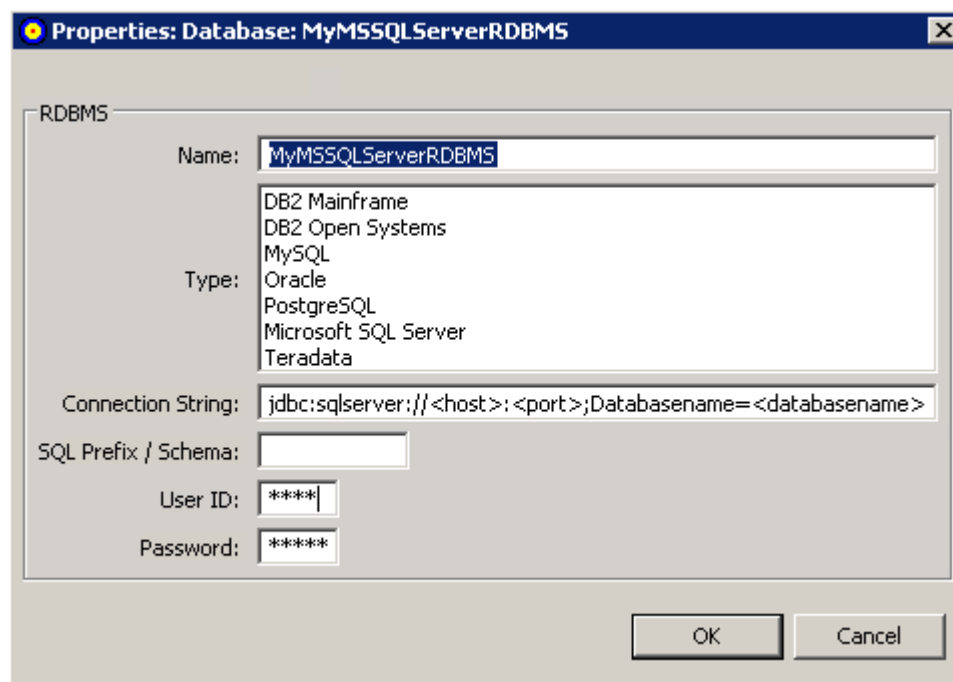 Properties: Database: MyMSSQLServerRDBMS
RDBMS
Name: MyMSSQLServerRDBMS
Type:
DB2 Mainframe
DB2 Open Systems
MySQL
Oracle
PostgreSQL
Microsoft SQL Server
Teradata
Connection String: jdbc:sqlserver://<host>:<port>;Databasename=<databasename>
SQL Prefix / Schema:
User ID: ****
Password: *****
OK Cancel